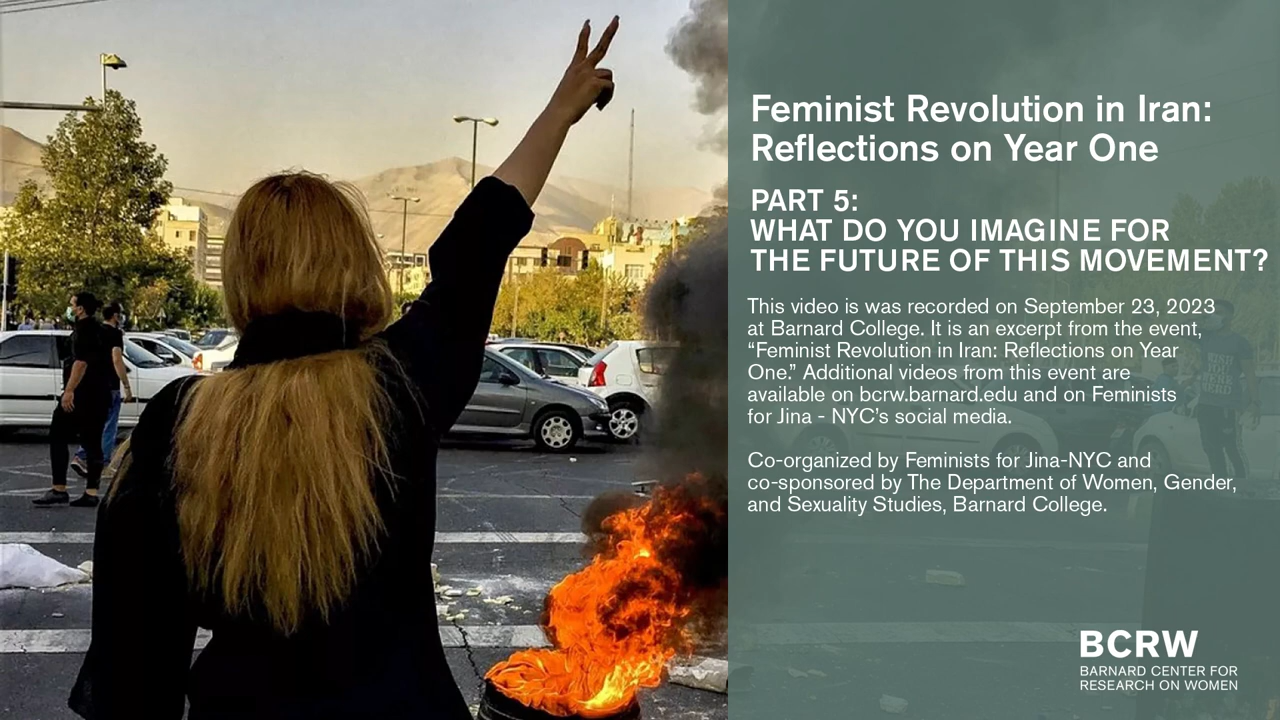 Feminist Revolution in Iran:
Reflections on Year One
PART 5:
WHAT DO YOU IMAGINE FOR
THE FUTURE OF THIS MOVEMENT?
This video is was recorded on September 23, 2023
at Barnard College. It is an excerpt from the event,
“Feminist Revolution in Iran: Reflections on Year
One.” Additional videos from this event are
available on bcrw.barnard.edu and on Feminists
for Jina - NYC’s social media.
Co-organized by Feminists for Jina-NYC and
co-sponsored by The Department of Women, Gender,
and Sexuality Studies, Barnard College.
BCRW
BARNARD CENTER FOR
RESEARCH ON WOMEN